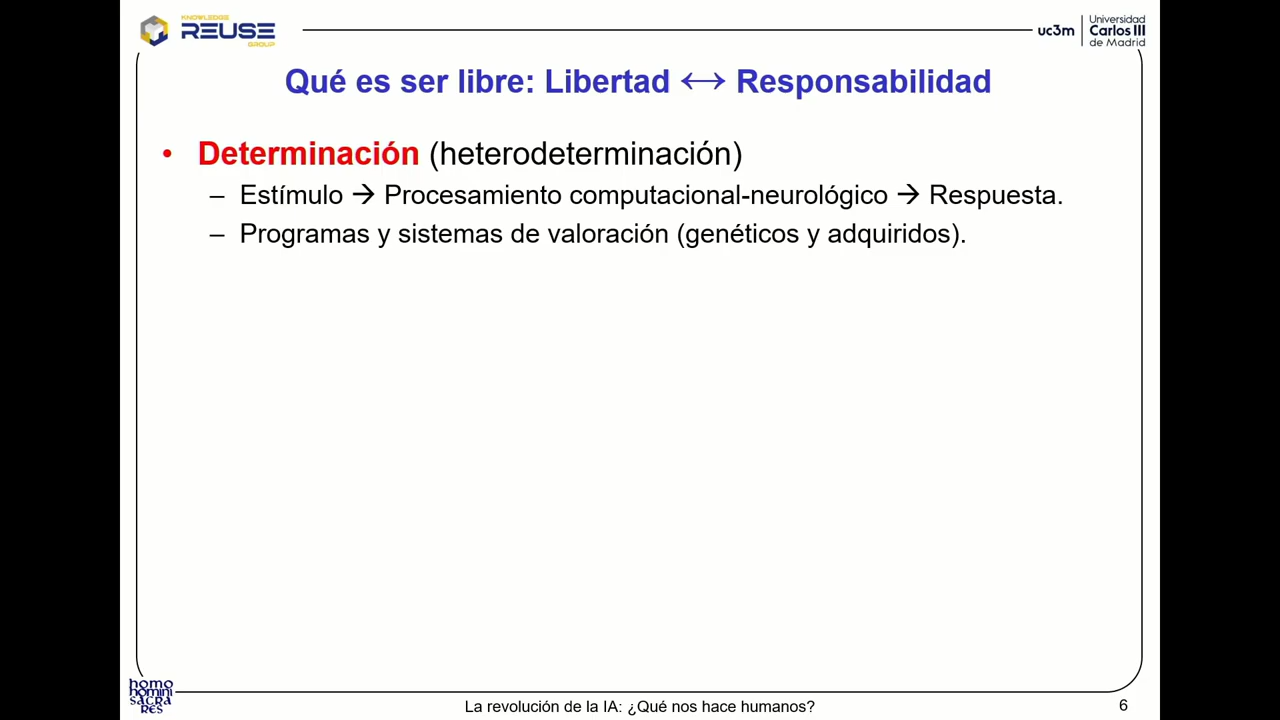 KNOWLEDGE
REUSE
GROUP
uc3m
Universidad
Carlos III
de Madrid
Qué es ser libre: Libertad ↔ Responsabilidad
• Determinación (heterodeterminación)
– Estímulo → Procesamiento computacional-neurológico → Respuesta.
– Programas y sistemas de valoración (genéticos y adquiridos).
homo
homini
SACRA
RES
La revolución de la IA: ¿Qué nos hace humanos?
6